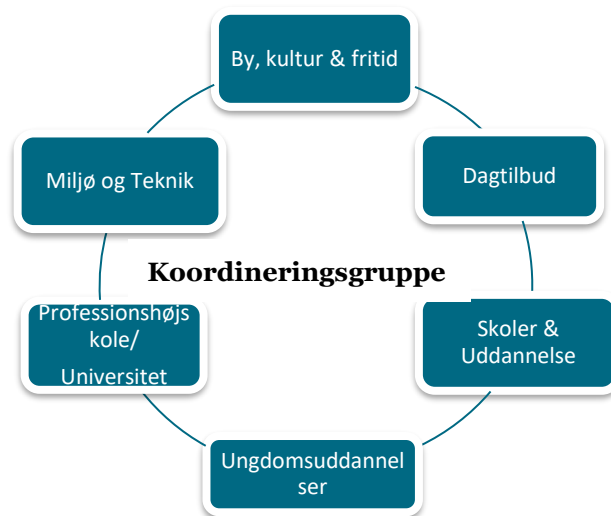 By, kultur & fritid
Miljø og Teknik
Dagtilbud
Koordineringsgruppe
Professionshøjs
kole/
Universitet
Skoler &
Uddannelse
Ungdomsuddannel
ser